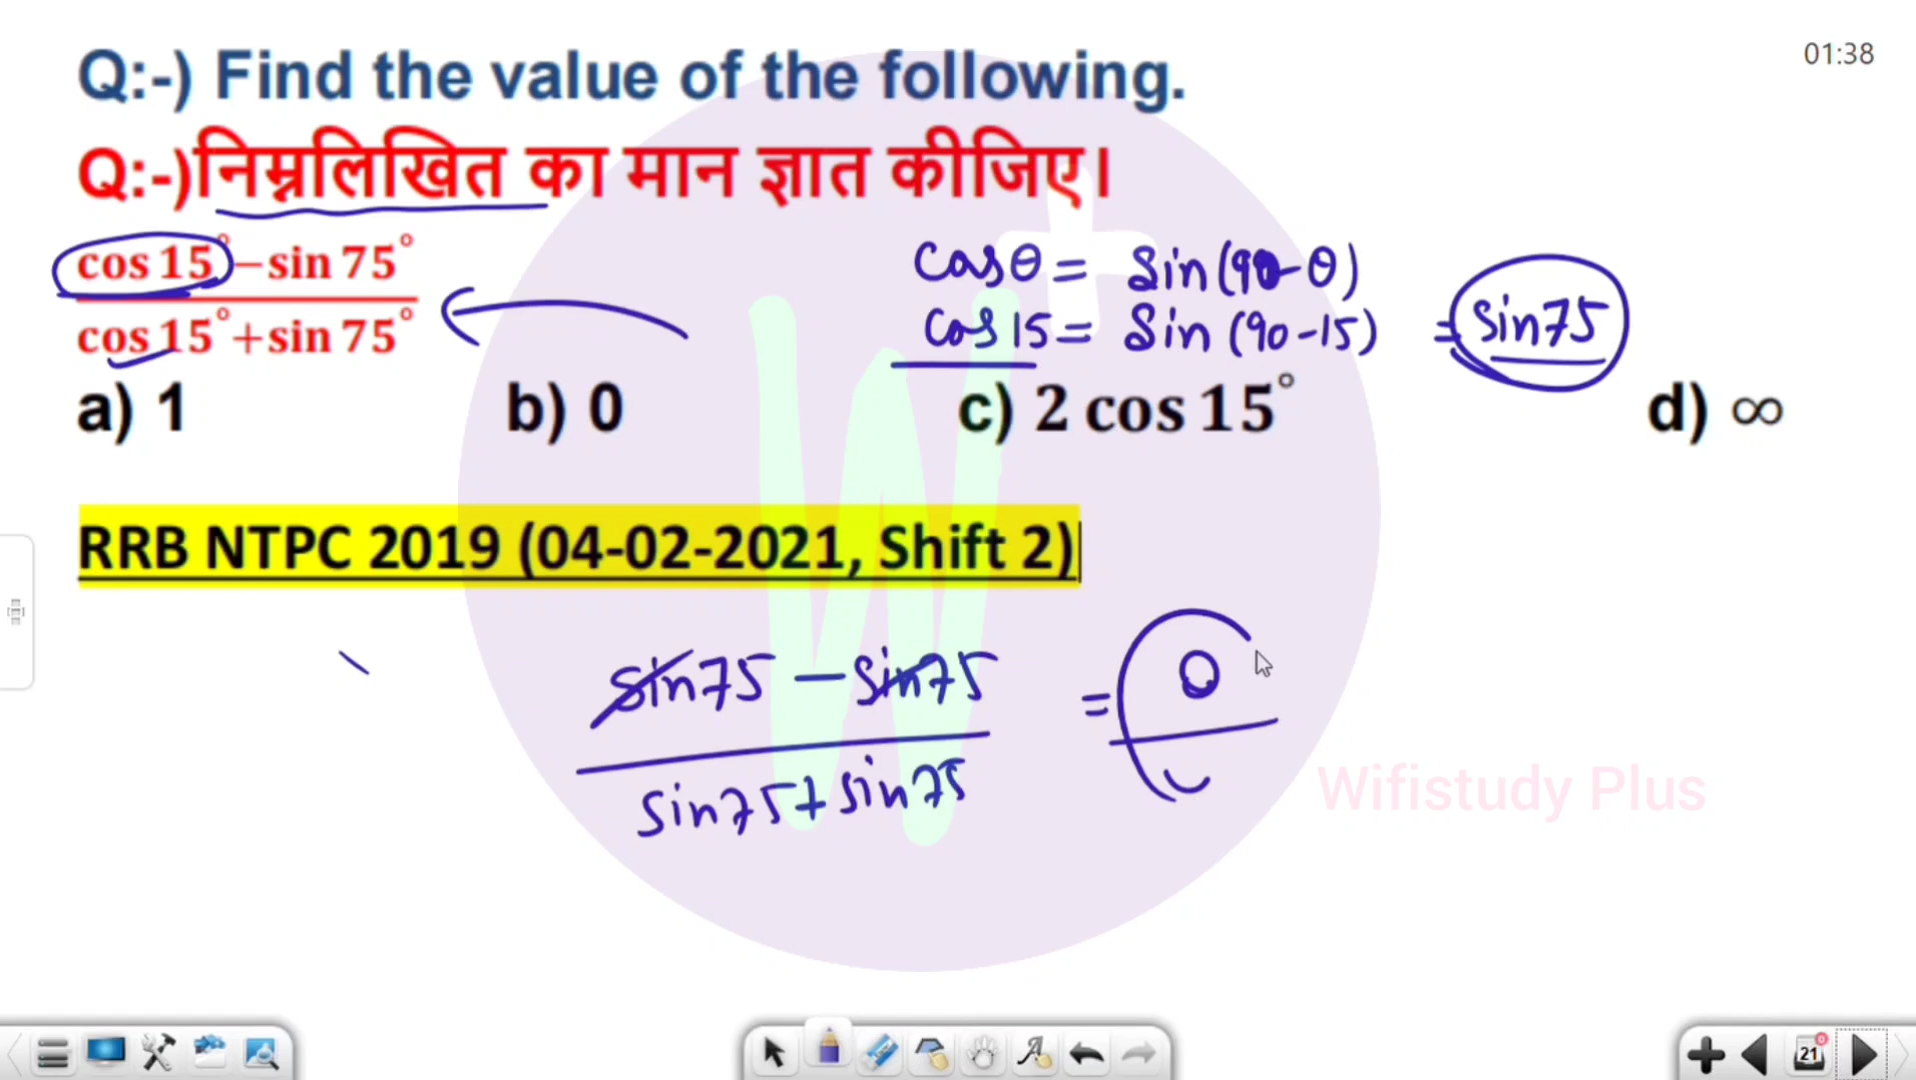 01:38
Q:-) Find the value of the following.
Q:-)निम्नलिखित का मान ज्ञात कीजिए।
cos 15° − sin 75°
cos 15° + sin 75°
cosθ = sin(90-θ)
cos 15 = sin (90-15) = sin75
a) 1 b) 0 c) 2 cos 15° d) ∞
RRB NTPC 2019 (04-02-2021, Shift 2)
sin75 − sin75 = 0
sin75 + sin75
Wifistudy Plus
21